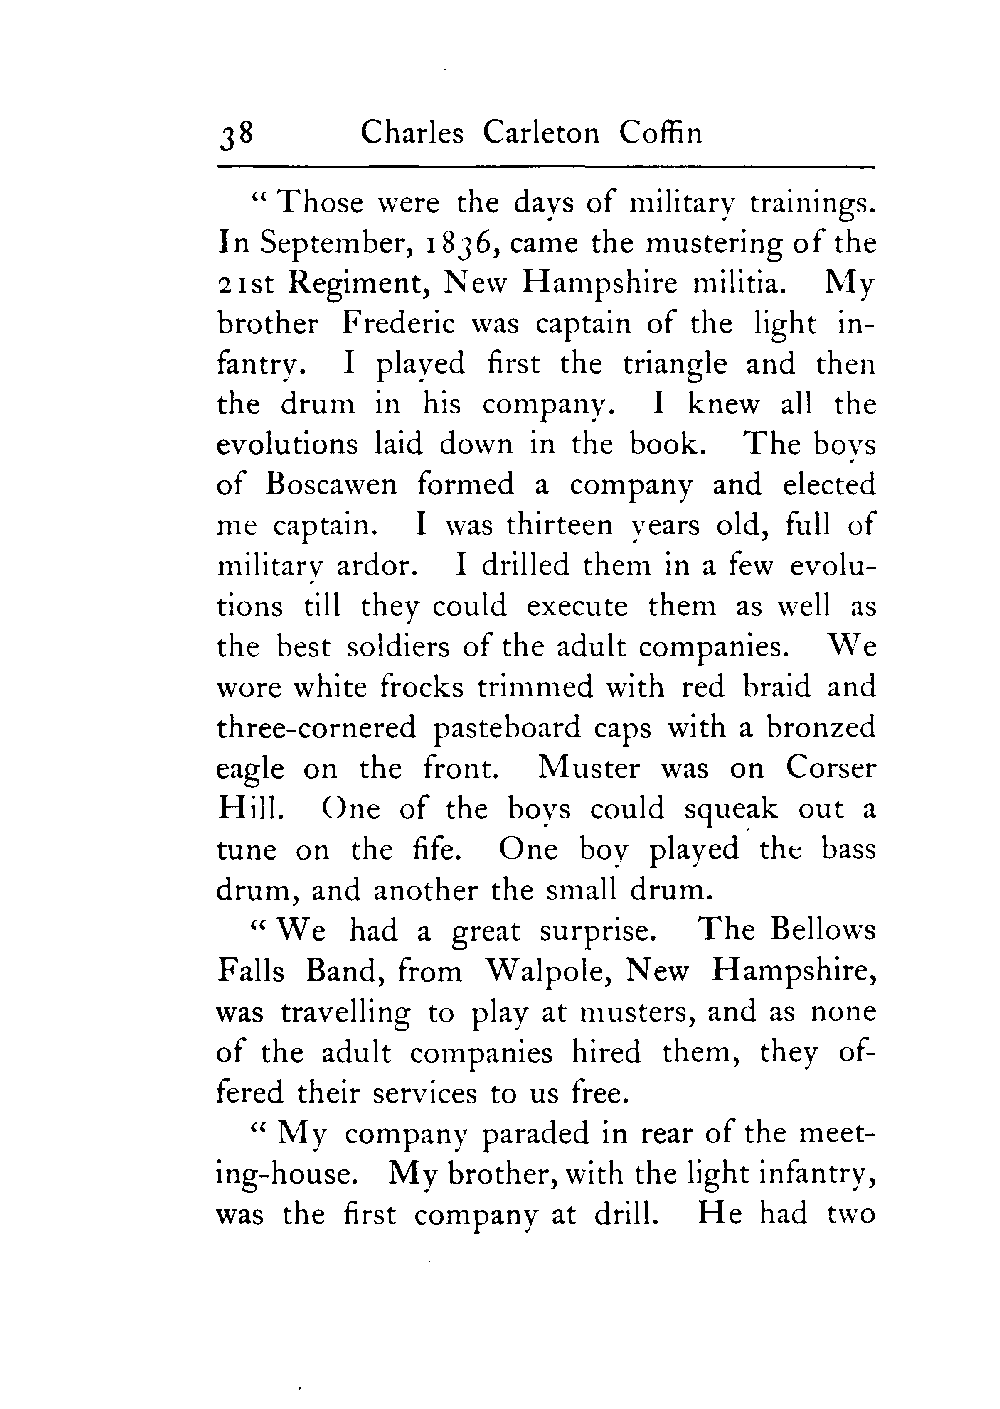 38 Charles Carleton Coffin
“Those were the days of military trainings.
In September, 1836, came the mustering of the
21st Regiment, New Hampshire militia. My
brother Frederic was captain of the light in-
fantry. I played first the triangle and then
the drum in his company. I knew all the
evolutions laid down in the book. The boys
of Boscawen formed a company and elected
me captain. I was thirteen years old, full of
military ardor. I drilled them in a few evolu-
tions till they could execute them as well as
the best soldiers of the adult companies. We
wore white frocks trimmed with red braid and
three-cornered pasteboard caps with a bronzed
eagle on the front. Muster was on Corser
Hill. One of the boys could squeak out a
tune on the fife. One boy played the bass
drum, and another the small drum.
“We had a great surprise. The Bellows
Falls Band, from Walpole, New Hampshire,
was travelling to play at musters, and as none
of the adult companies hired them, they of-
fered their services to us free.
“My company paraded in rear of the meet-
ing-house. My brother, with the light infantry,
was the first company at drill. He had two